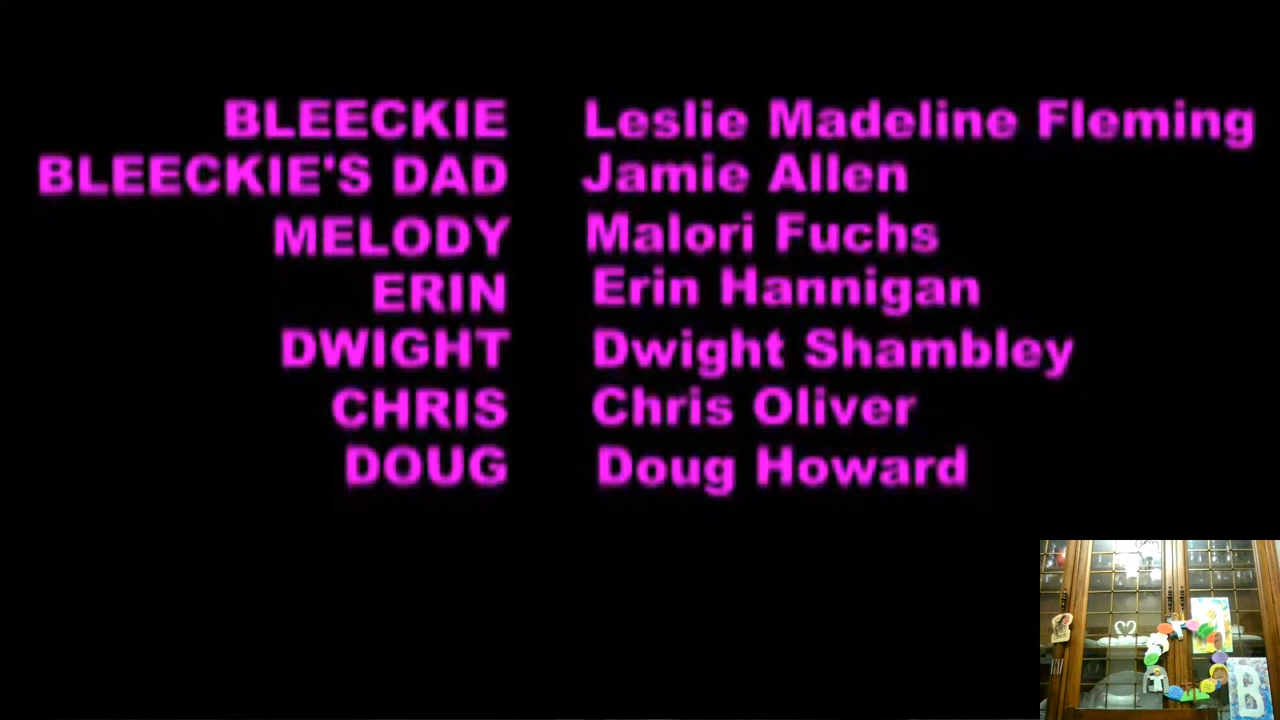 BLEECKIE Leslie Madeline Fleming
BLEECKIE'S DAD Jamie Allen
MELODY Malori Fuchs
ERIN Erin Hannigan
DWIGHT Dwight Shambley
CHRIS Chris Oliver
DOUG Doug Howard
B